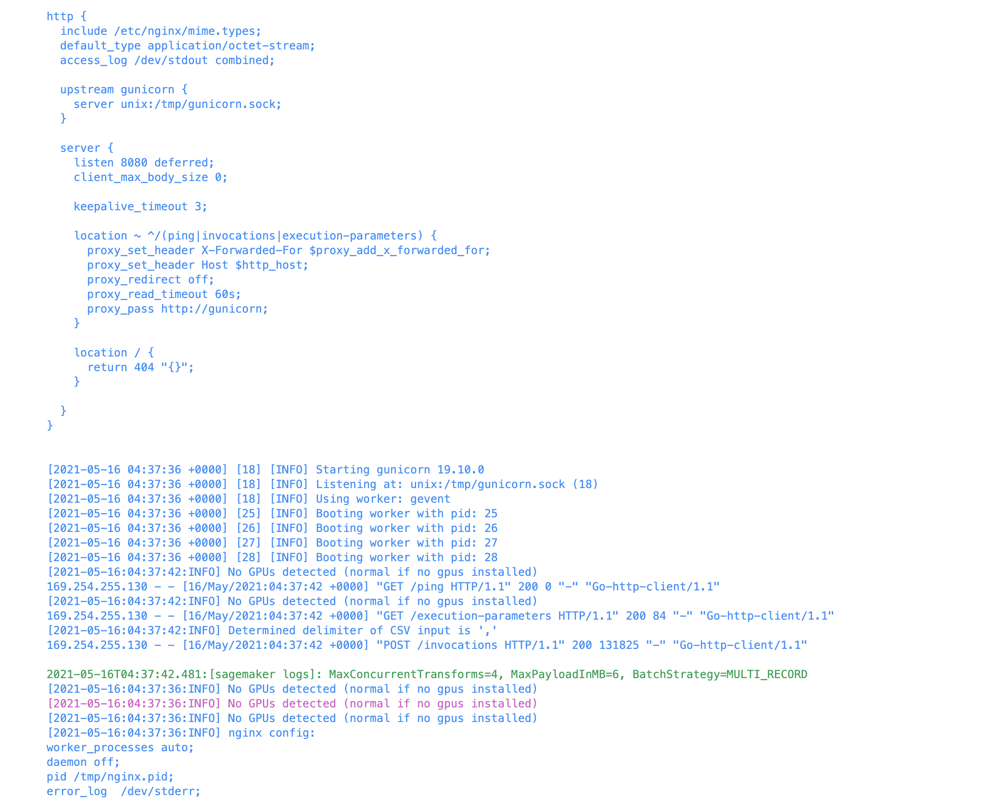 http {
  include /etc/nginx/mime.types;
  default_type application/octet-stream;
  access_log /dev/stdout combined;

  upstream gunicorn {
    server unix:/tmp/gunicorn.sock;
  }

  server {
    listen 8080 deferred;
    client_max_body_size 0;

    keepalive_timeout 3;

    location ~ ^/(ping|invocations|execution-parameters) {
      proxy_set_header X-Forwarded-For $proxy_add_x_forwarded_for;
      proxy_set_header Host $http_host;
      proxy_redirect off;
      proxy_read_timeout 60s;
      proxy_pass http://gunicorn;
    }

    location / {
      return 404 "{}";
    }

  }
}

[2021-05-16 04:37:36 +0000] [18] [INFO] Starting gunicorn 19.10.0
[2021-05-16 04:37:36 +0000] [18] [INFO] Listening at: unix:/tmp/gunicorn.sock (18)
[2021-05-16 04:37:36 +0000] [18] [INFO] Using worker: gevent
[2021-05-16 04:37:36 +0000] [25] [INFO] Booting worker with pid: 25
[2021-05-16 04:37:36 +0000] [26] [INFO] Booting worker with pid: 26
[2021-05-16 04:37:36 +0000] [27] [INFO] Booting worker with pid: 27
[2021-05-16 04:37:36 +0000] [28] [INFO] Booting worker with pid: 28
[2021-05-16:04:37:42:INFO] No GPUs detected (normal if no gpus installed)
169.254.255.130 - - [16/May/2021:04:37:42 +0000] "GET /ping HTTP/1.1" 200 0 "-" "Go-http-client/1.1"
[2021-05-16:04:37:42:INFO] No GPUs detected (normal if no gpus installed)
169.254.255.130 - - [16/May/2021:04:37:42 +0000] "GET /execution-parameters HTTP/1.1" 200 84 "-" "Go-http-client/1.1"
[2021-05-16:04:37:42:INFO] Determined delimiter of CSV input is ','
169.254.255.130 - - [16/May/2021:04:37:42 +0000] "POST /invocations HTTP/1.1" 200 131825 "-" "Go-http-client/1.1"

2021-05-16T04:37:42.481:[sagemaker logs]: MaxConcurrentTransforms=4, MaxPayloadInMB=6, BatchStrategy=MULTI_RECORD
[2021-05-16:04:37:36:INFO] No GPUs detected (normal if no gpus installed)
[2021-05-16:04:37:36:INFO] No GPUs detected (normal if no gpus installed)
[2021-05-16:04:37:36:INFO] No GPUs detected (normal if no gpus installed)
[2021-05-16:04:37:36:INFO] nginx config:
worker_processes auto;
daemon off;
pid /tmp/nginx.pid;
error_log  /dev/stderr;